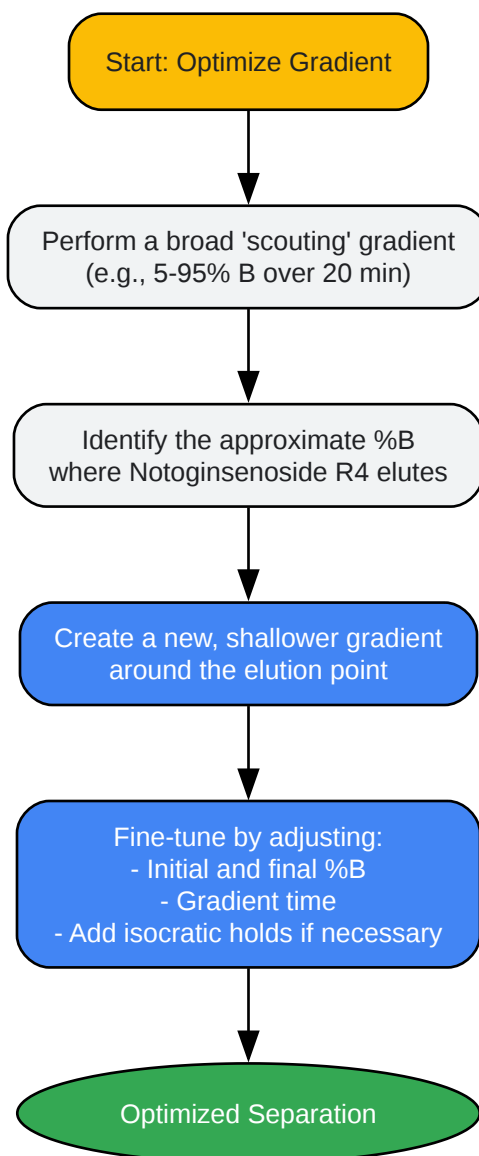 Start: Optimize Gradient
Perform a broad 'scouting' gradient
(e.g., 5-95% B over 20 min)
Identify the approximate %B
where Notoginsenoside R4 elutes
Create a new, shallower gradient
around the elution point
Fine-tune by adjusting:
- Initial and final %B
- Gradient time
- Add isocratic holds if necessary
Optimized Separation